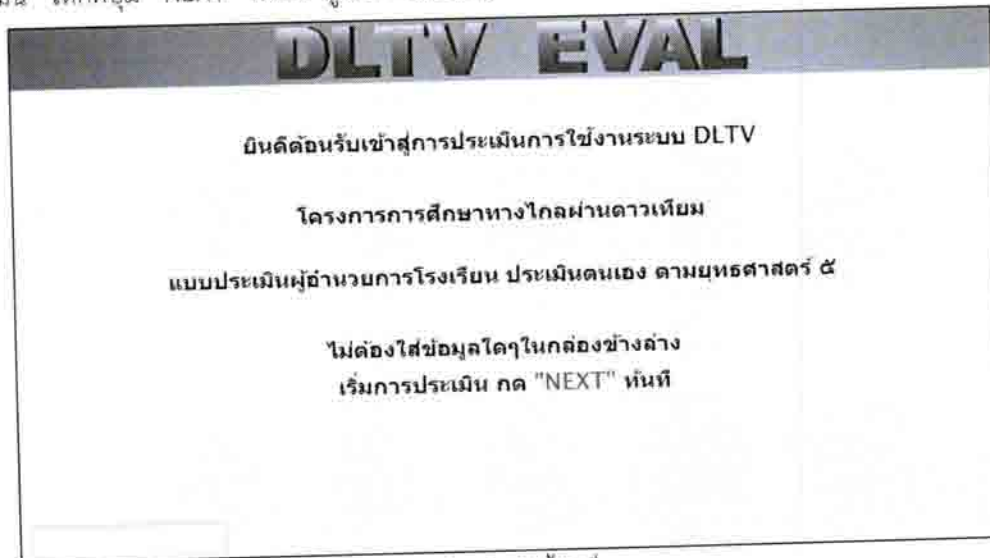 DLTV EVAL
ยินดีต้อนรับเข้าสู่การประเมินการใช้งานระบบ DLTV
โครงการการศึกษาทางไกลผ่านดาวเทียม
แบบประเมินผู้อำนวยการโรงเรียน ประเมินตนเอง ตามยุทธศาสตร์ ๕
ไม่ต้องใส่ข้อมูลใดๆในกล่องข้างล่าง
เริ่มการประเมิน กด "NEXT" ทันที